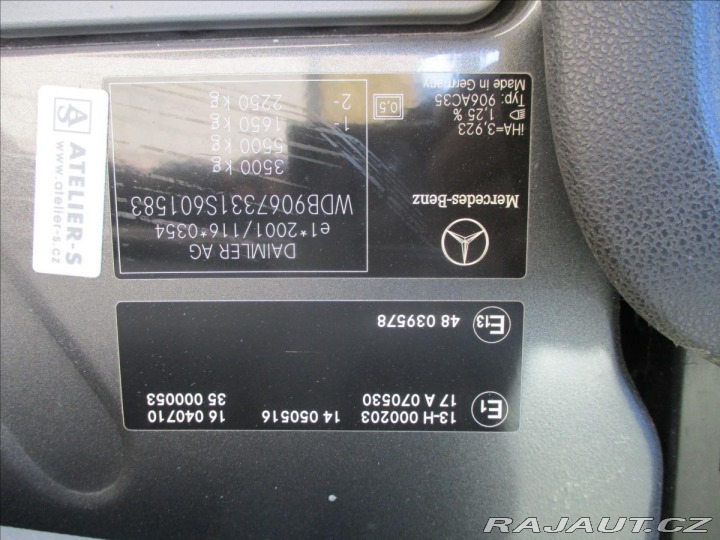 Mercedes-Benz
iHA=3,923
1,25 %
Typ: 906AC35
Made in Germany
DAIMLER AG
e1*2001/116*0354
WDB9067331S601583
3500 kg
5500 kg
1- 1650 kg
2- 2250 kg
0,5
E1
13-H 000203
17 A 070530
14 050516
16 040710
35 000053
E13
48 039578
AS
ATELIER-S
www.atelier-s.cz
RAJAUT.CZ